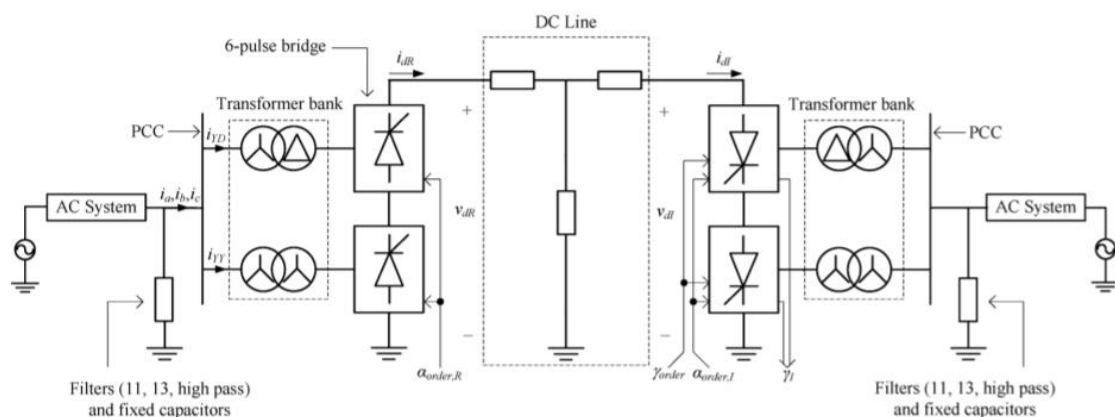 DC Line
6-pulse bridge
i_dR
i_dI
Transformer bank
Transformer bank
PCC
PCC
i_YD
+
+
AC System
i_a,i_b,i_c
v_dR
v_dI
AC System
i_YY
−
−
α_order,R
γ_order
α_order,I
γ_I
Filters (11, 13, high pass)
and fixed capacitors
Filters (11, 13, high pass)
and fixed capacitors